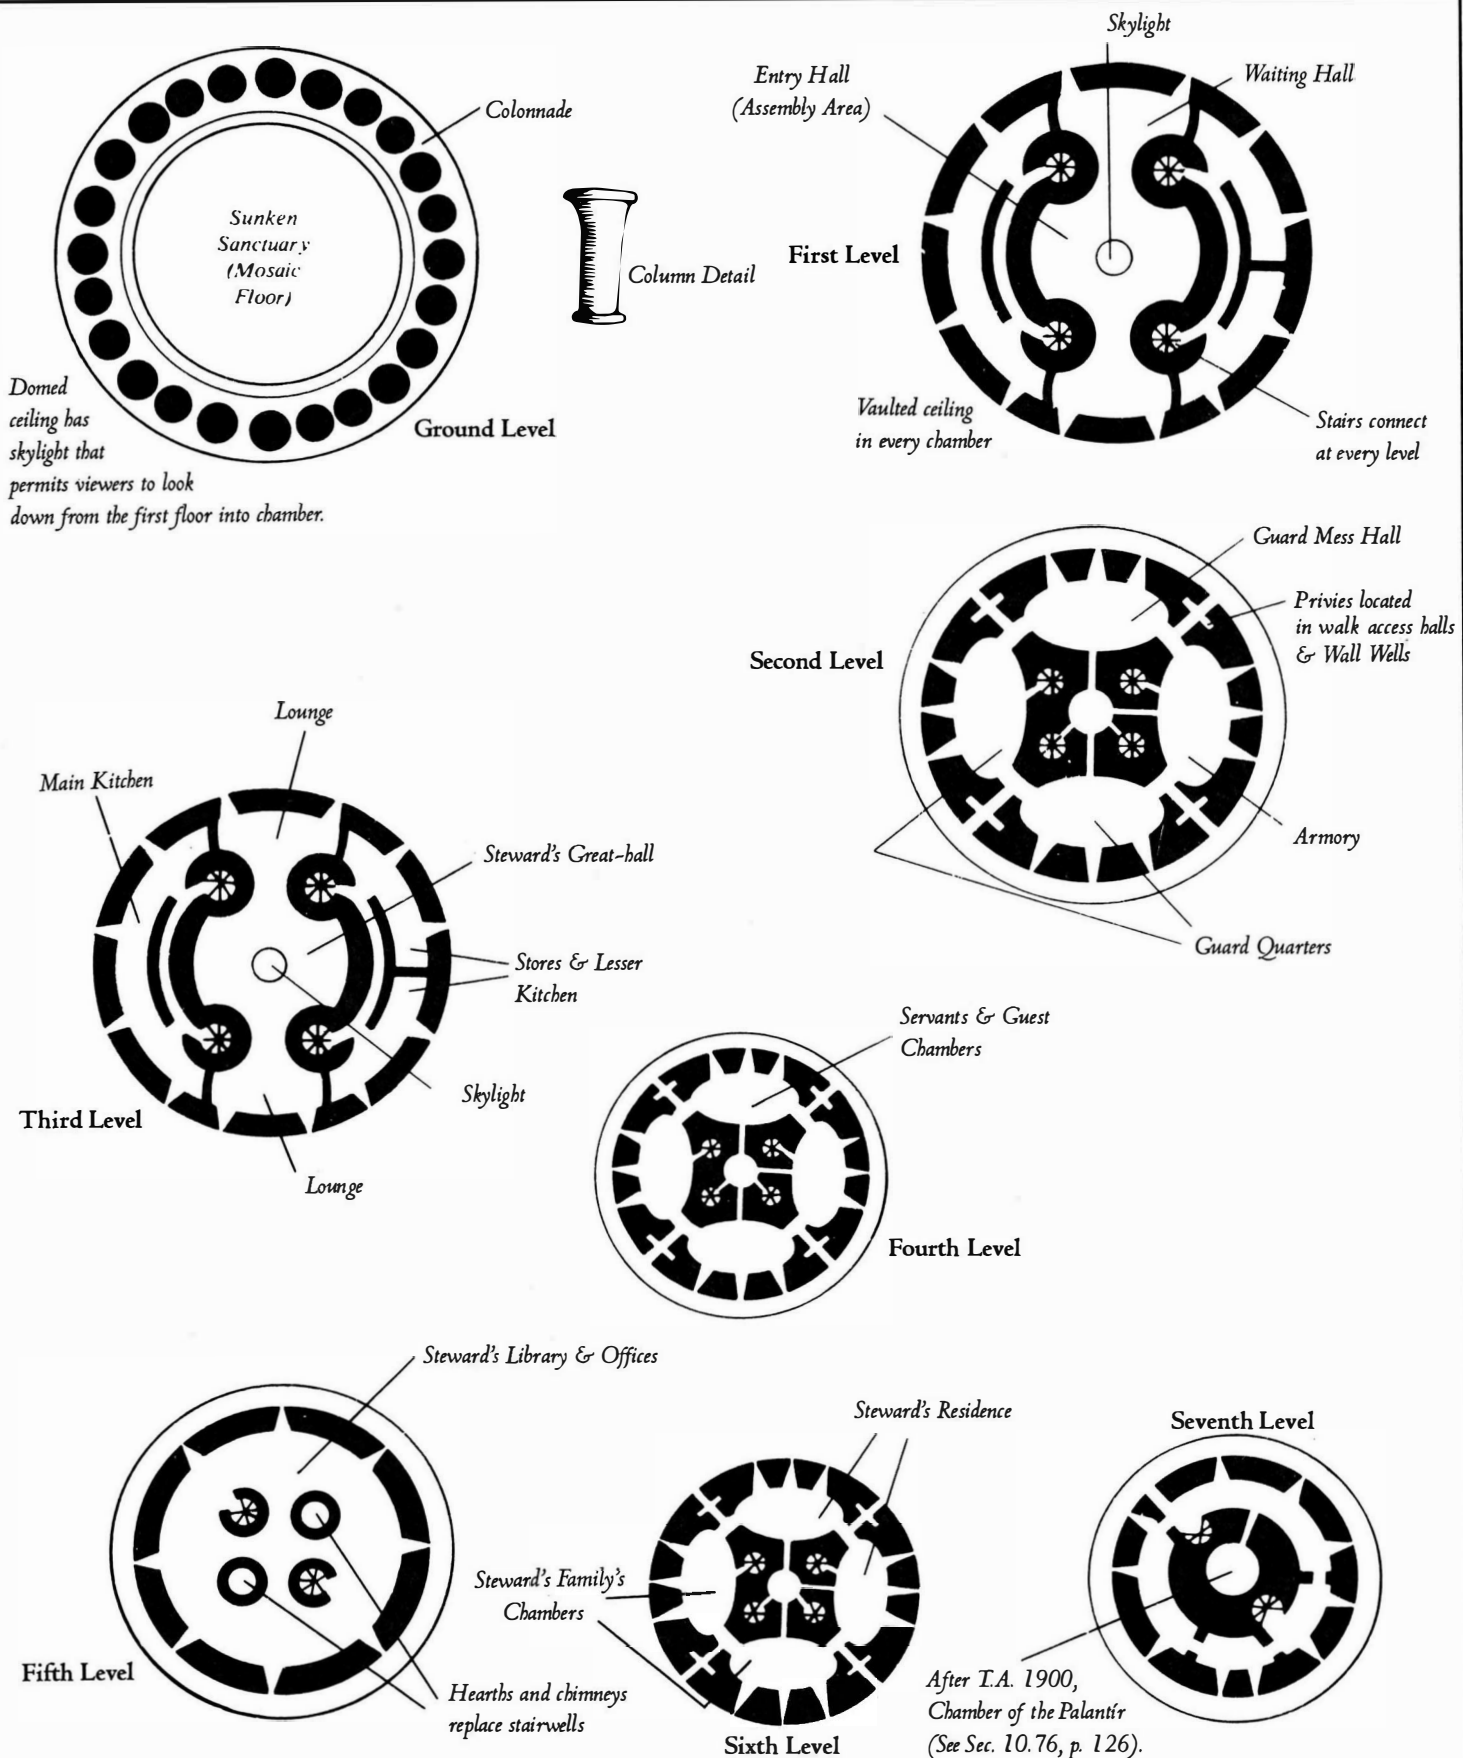 Skylight
Entry Hall
(Assembly Area)
Waiting Hall
Colonnade
Sunken
Sanctuary
(Mosaic
Floor)
Column Detail
First Level
Domed
ceiling has
skylight that
permits viewers to look
down from the first floor into chamber.
Ground Level
Vaulted ceiling
in every chamber
Stairs connect
at every level
Guard Mess Hall
Privies located
in walk access halls
& Wall Wells
Second Level
Armory
Guard Quarters
Lounge
Main Kitchen
Steward's Great-hall
Stores & Lesser
Kitchen
Skylight
Third Level
Lounge
Servants & Guest
Chambers
Fourth Level
Steward's Library & Offices
Fifth Level
Hearths and chimneys
replace stairwells
Steward's Residence
Steward's Family's
Chambers
Sixth Level
Seventh Level
After T.A. 1900,
Chamber of the Palantír
(See Sec. 10.76, p. 126).